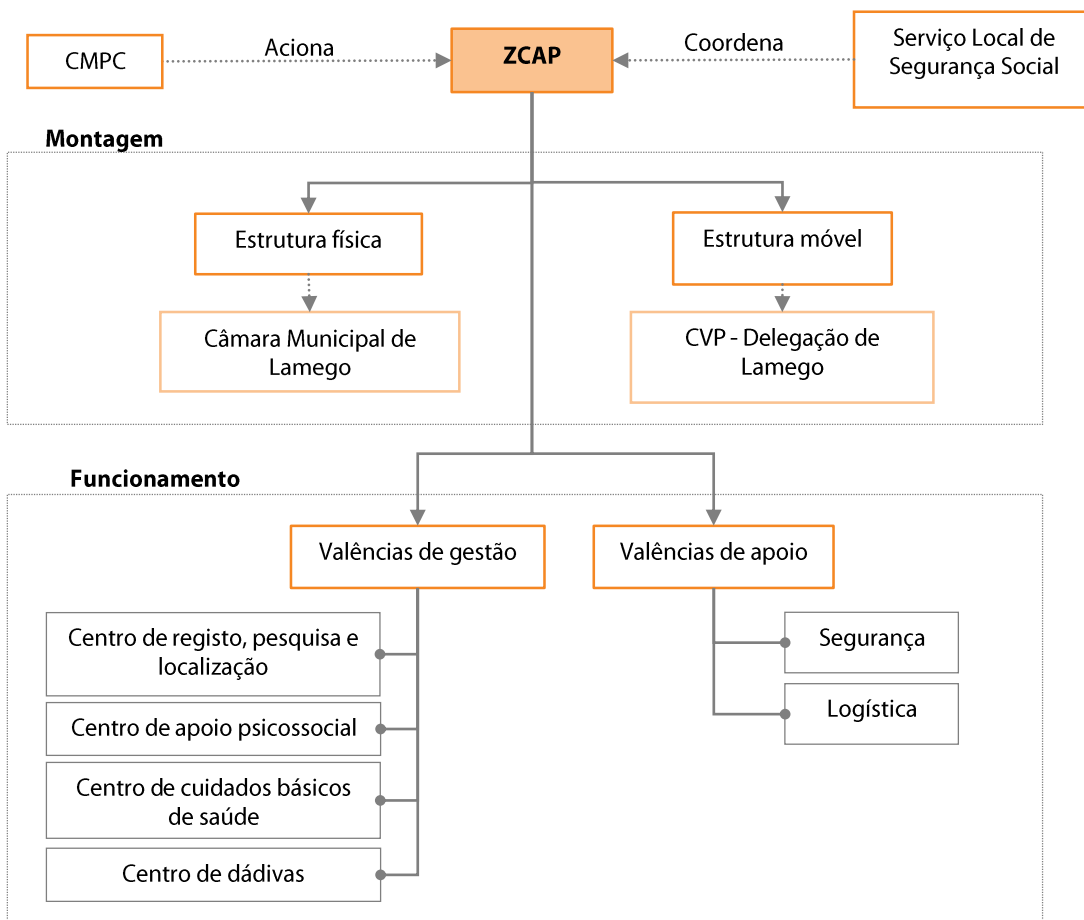 CMPC
Aciona
ZCAP
Coordena
Serviço Local de
Segurança Social
Montagem
Estrutura física
Estrutura móvel
Câmara Municipal de
Lamego
CVP - Delegação de
Lamego
Funcionamento
Valências de gestão
Valências de apoio
Centro de registo, pesquisa e
localização
Centro de apoio psicossocial
Centro de cuidados básicos
de saúde
Centro de dádivas
Segurança
Logística